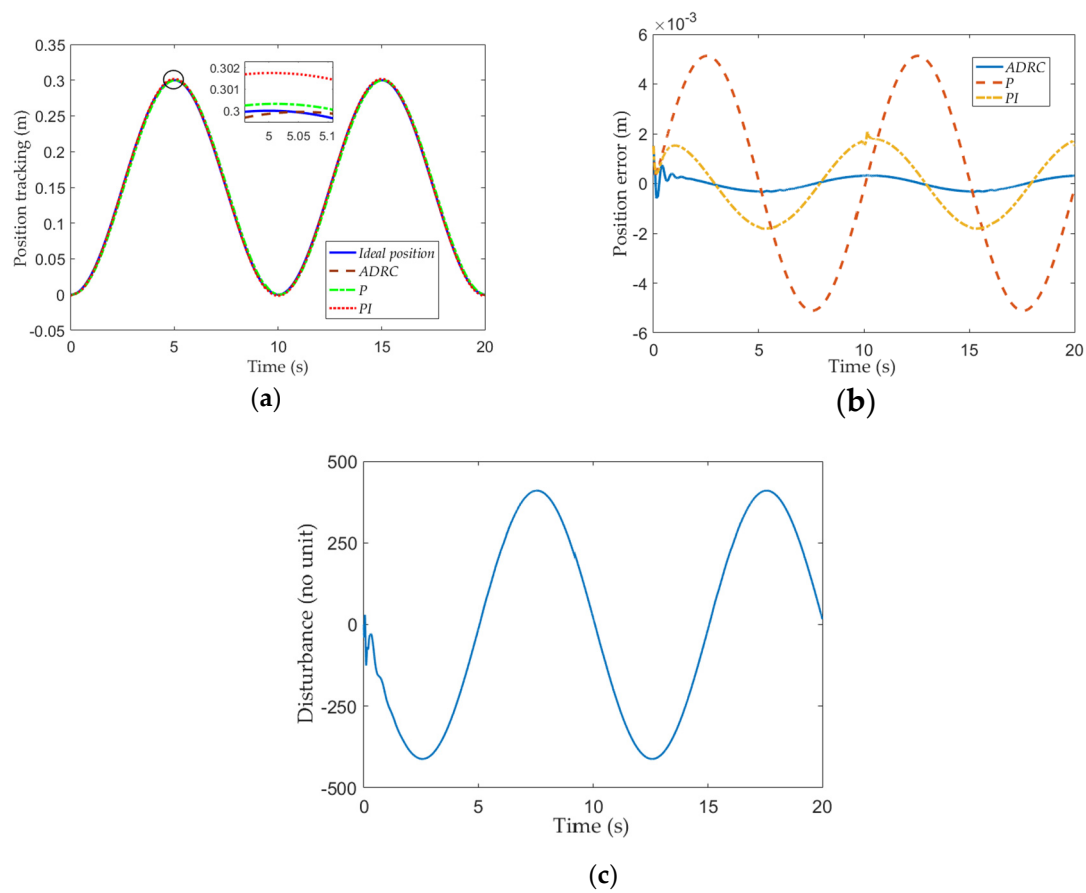 0.35
0.3
0.25
0.2
0.15
0.1
0.05
0
-0.05
Position tracking (m)
0.302
0.301
0.3
5
5.05
5.1
Ideal position
ADRC
P
PI
0
5
10
15
20
Time (s)
(a)
×10-3
6
4
2
0
-2
-4
-6
Position error (m)
ADRC
P
PI
0
5
10
15
20
Time (s)
(b)
500
250
0
-250
-500
Disturbance (no unit)
0
5
10
15
20
Time (s)
(c)